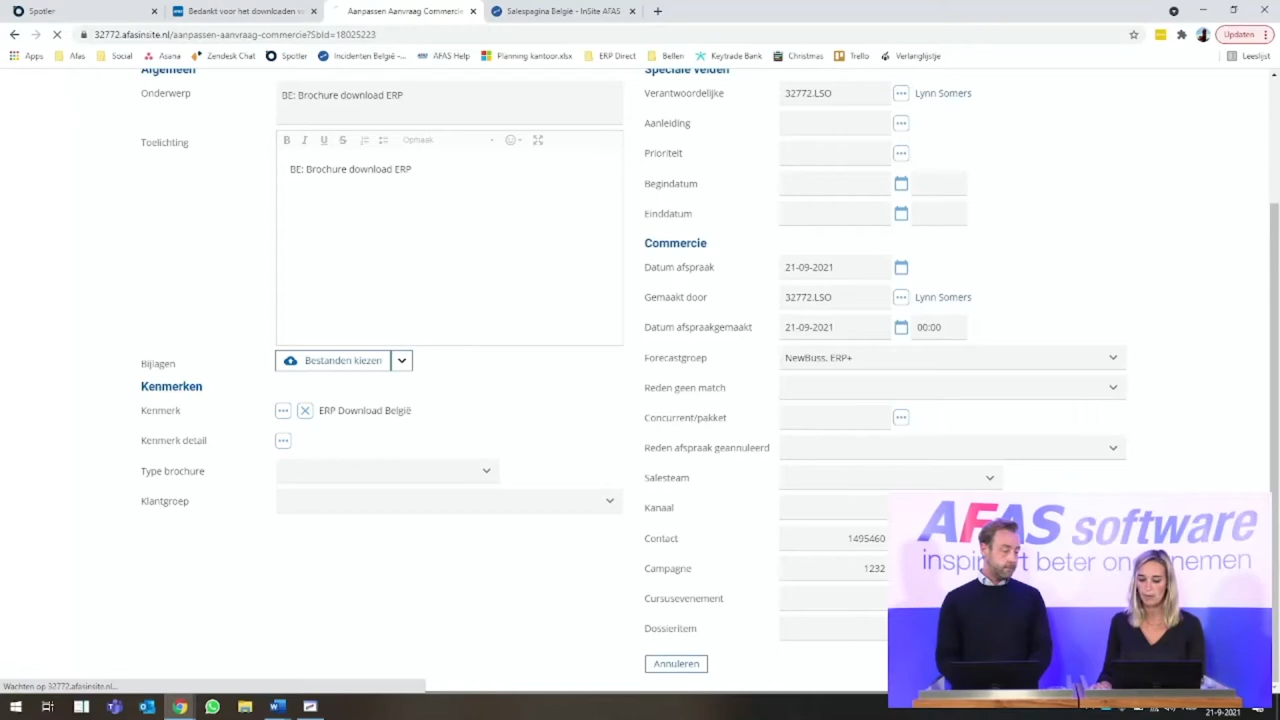 Spotler
Bedankt voor het downloaden
Aanpassen Aanvraag Commercie
Salespagina België - InSite AFAS
32772.afasinsite.nl/aanpassen-aanvraag-commercie?SbId=18025223
Updaten
Apps
Afas
Social
Asana
Zendesk Chat
Spotler
Incidenten België -...
AFAS Help
Planning kantoor.xlsx
ERP Direct
Bellen
Keytrade Bank
Christmas
Trello
Verlanglijstje
Leeslijst
Algemeen
Onderwerp
BE: Brochure download ERP
Toelichting
B I U S Opmaak
BE: Brochure download ERP
Bijlagen
Bestanden kiezen
Kenmerken
Kenmerk
ERP Download België
Kenmerk detail
Type brochure
Klantgroep
Speciale velden
Verantwoordelijke
32772.LSO
Lynn Somers
Aanleiding
Prioriteit
Begindatum
Einddatum
Commercie
Datum afspraak
21-09-2021
Gemaakt door
32772.LSO
Lynn Somers
Datum afspraakgemaakt
21-09-2021
00:00
Forecastgroep
NewBuss. ERP+
Reden geen match
Concurrent/pakket
Reden afspraak geannuleerd
Salesteam
Kanaal
Contact
1495460
Campagne
1232
Cursusevenement
Dossieritem
Annuleren
Wachten op 32772.afasinsite.nl...
AFAS software
21-9-2021